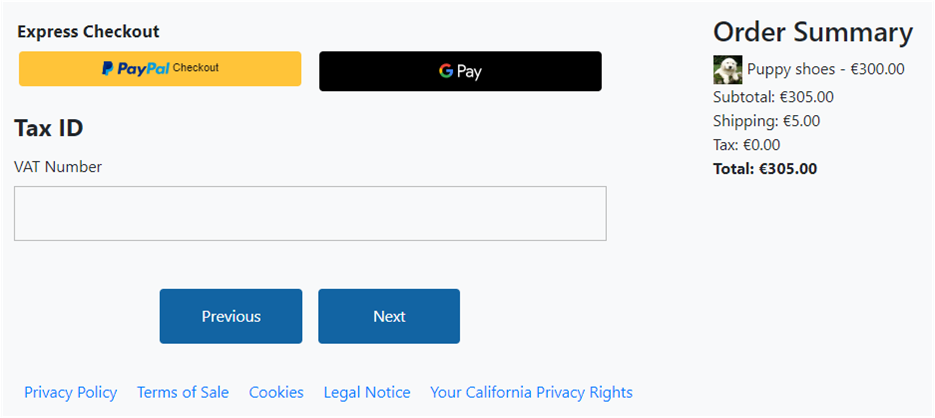 Express Checkout
PayPal Checkout
G Pay
Tax ID
VAT Number
Previous
Next
Privacy Policy Terms of Sale Cookies Legal Notice Your California Privacy Rights
Order Summary
Puppy shoes - €300.00
Subtotal: €305.00
Shipping: €5.00
Tax: €0.00
Total: €305.00